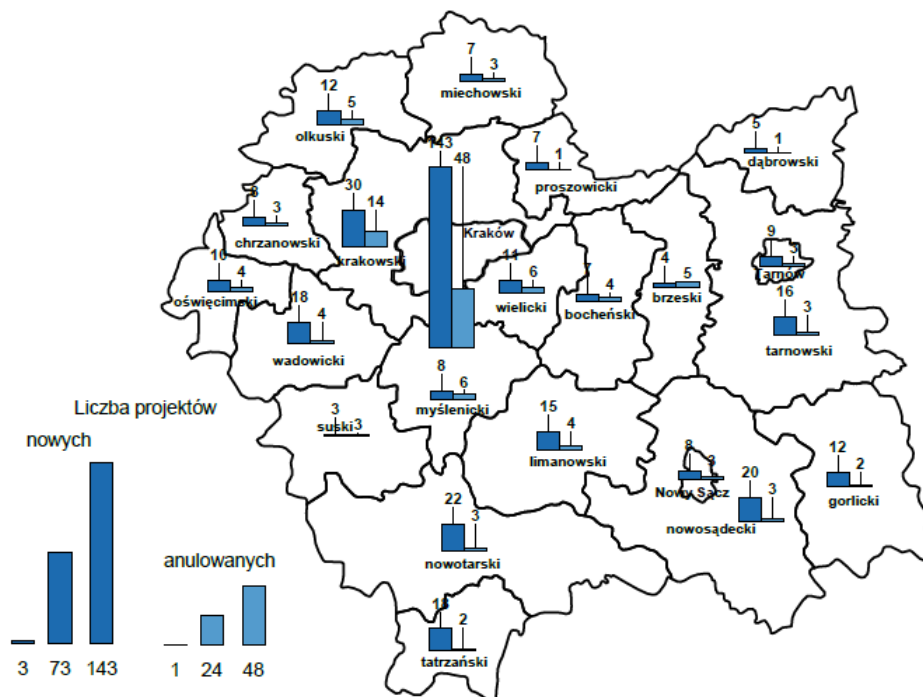 7 3
miechowski
12 5
olkuski
143 48
Kraków
7 1
proszowicki
5 1
dąbrowski
8 3
chrzanowski
30 14
krakowski
9 3
Tarnów
10 4
oświęcimski
11 6
wielicki
7 4
bocheński
4 5
brzeski
18 4
wadowicki
16 3
tarnowski
8 6
myślenicki
3 3
suski
15 4
limanowski
8 3
Nowy Sącz
20 3
nowosądecki
12 2
gorlicki
22 3
nowotarski
2
tatrzański
Liczba projektów
nowych
3 73 143
anulowanych
1 24 48